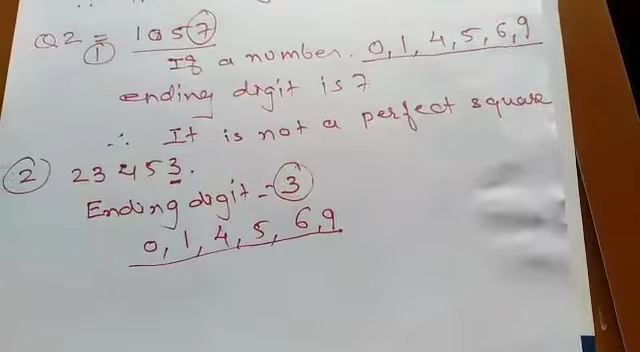 Q2 = ① 1057
If a number. 0, 1, 4, 5, 6, 9
ending digit is 7
∴ It is not a perfect square
② 23453.
Ending digit = 3
0, 1, 4, 5, 6, 9